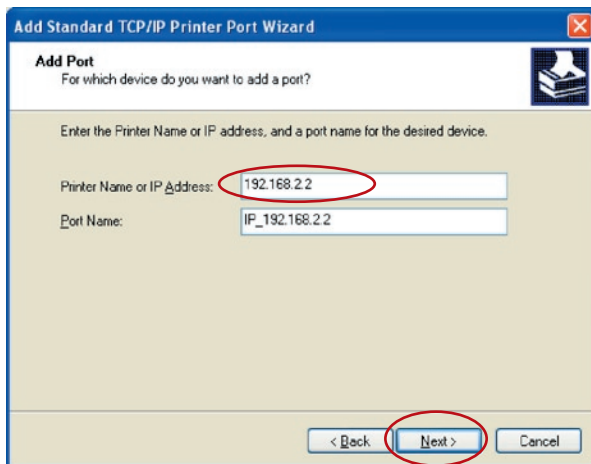 Add Standard TCP/IP Printer Port Wizard
Add Port
For which device do you want to add a port?
Enter the Printer Name or IP address, and a port name for the desired device.
Printer Name or IP Address: 192.168.2.2
Port Name: IP_192.168.2.2
< Back Next > Cancel